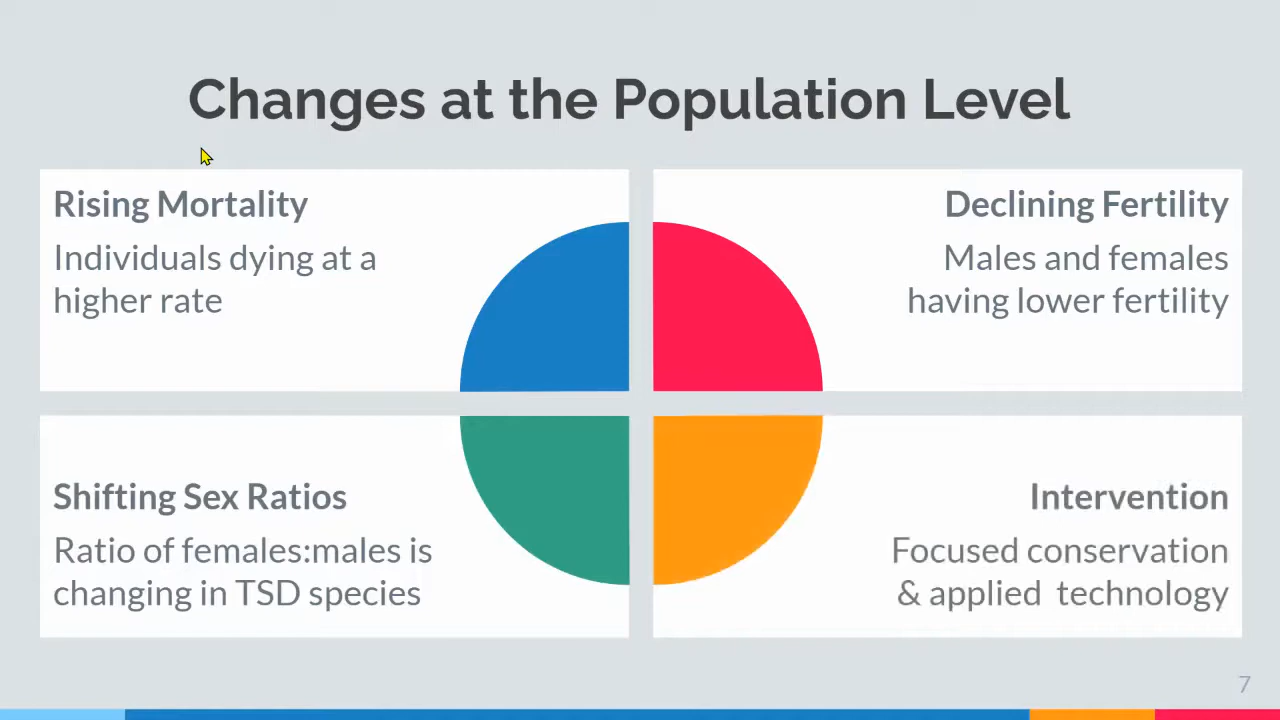 Changes at the Population Level
Rising Mortality
Individuals dying at a
higher rate
Declining Fertility
Males and females
having lower fertility
Shifting Sex Ratios
Ratio of females:males is
changing in TSD species
Intervention
Focused conservation
& applied  technology
7